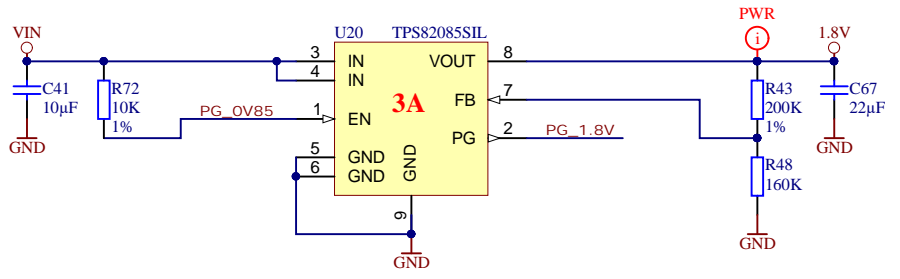 PWR
VIN
U20 TPS82085SIL
1.8V
3 IN VOUT 8
4 IN
C41
10µF
R72
10K
1%
3A
FB 7
R43
200K
1%
C67
22µF
PG_0V85 1 EN
PG 2 PG_1.8V
GND
GND
5 GND
6 GND
GND
9
R48
160K
GND
GND
i